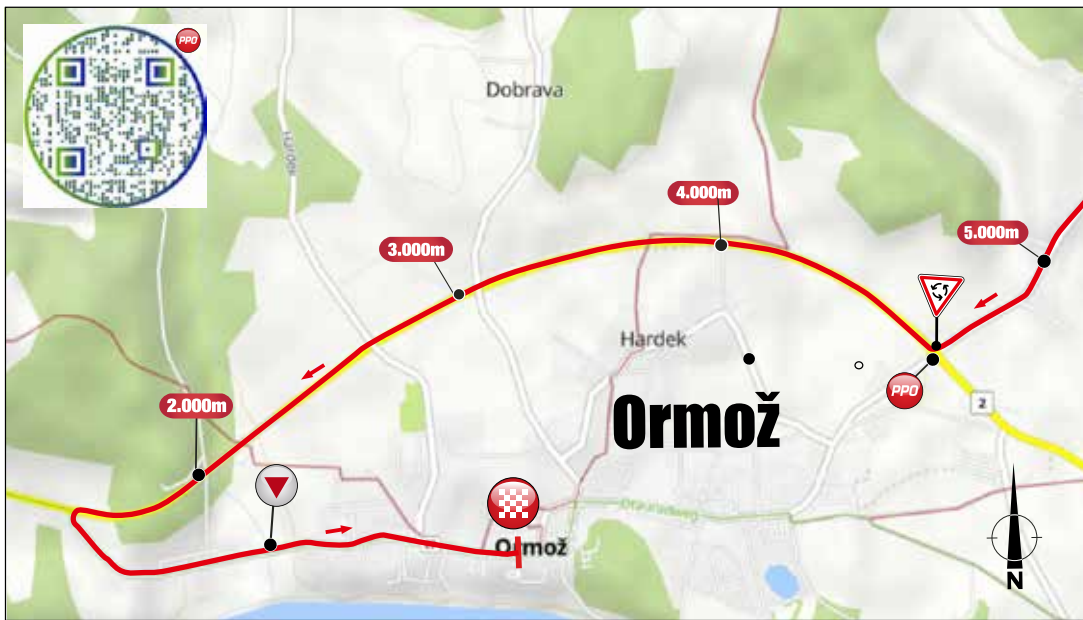 PPO
Dobrava
4.000m
5.000m
3.000m
Hardek
PPO
2
Ormož
2.000m
Ormož
N